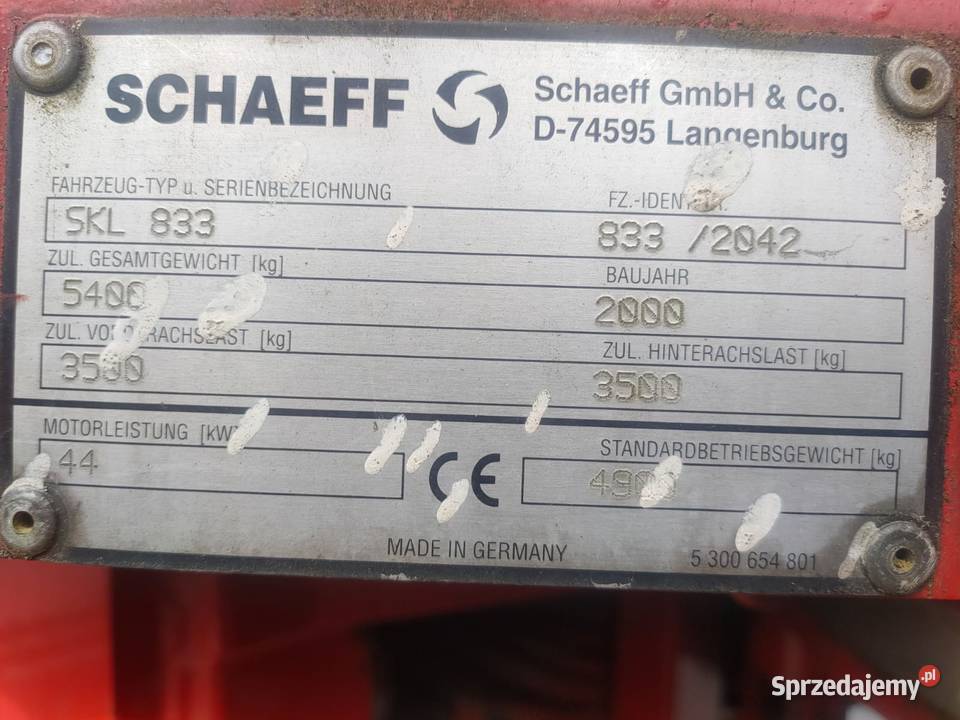 SCHAEFF
Schaeff GmbH & Co.
D-74595 Langenburg
FAHRZEUG-TYP u. SERIENBEZEICHNUNG
SKL 833
833 /2042
ZUL. GESAMTGEWICHT [kg]
5400
BAUJAHR
2000
ZUL.
[kg]
3500
ZUL. HINTERACHSLAST [kg]
3500
MOTORLEISTUNG [kW]
44
CE
STANDARDBETRIEBSGEWICHT [kg]
MADE IN GERMANY
5 300 654 801
Sprzedajemy.pl